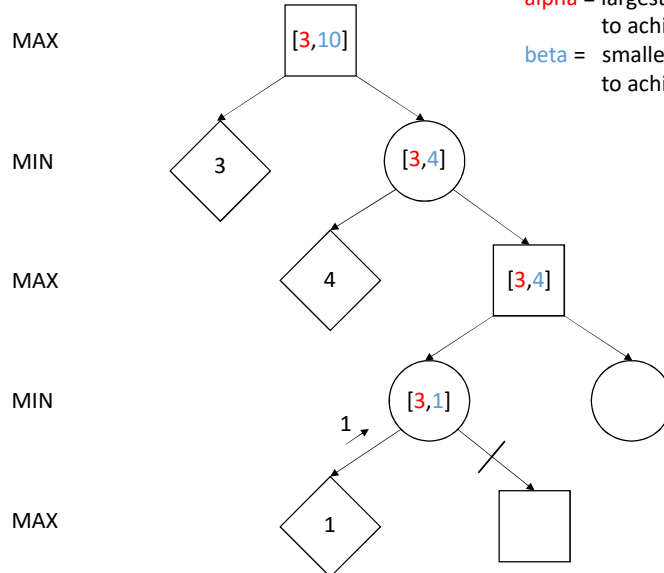 alpha = largest
to achi
MAX
[3,10]
beta = smalle
to achi
MIN
3
[3,4]
MAX
4
[3,4]
MIN
[3,1]
1
MAX
1